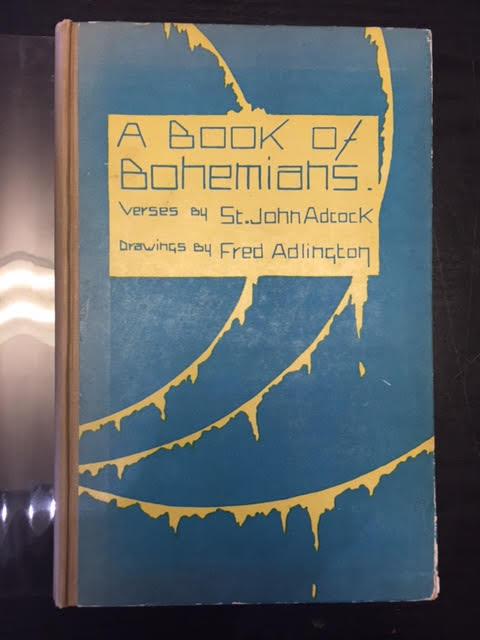 A Book of
Bohemians.
Verses By St. John Adcock
Drawings By Fred Adlington